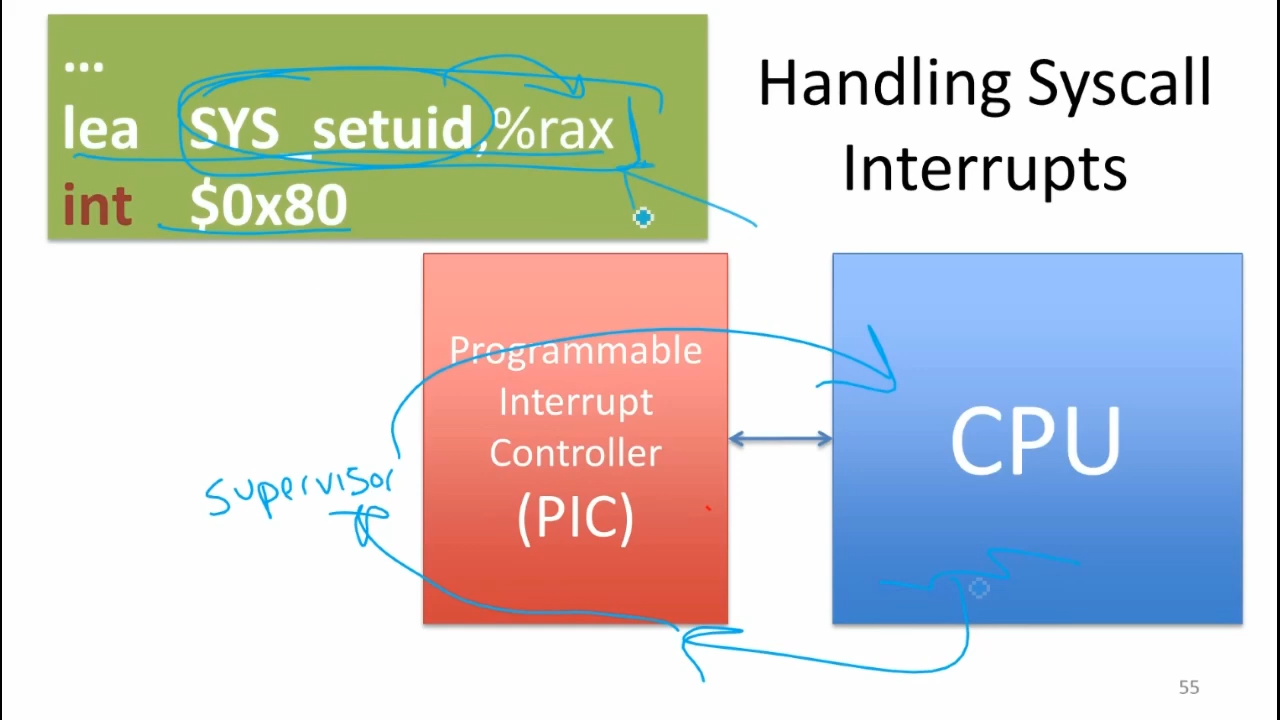 ...
lea SYS_setuid,%rax
int $0x80
Handling Syscall
Interrupts
Programmable
Interrupt
Controller
(PIC)
CPU
supervisor
55